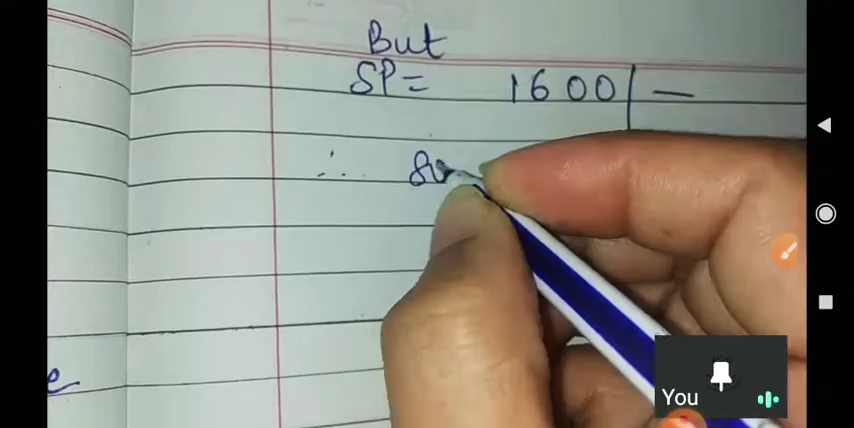 But
SP = 1600/-
∴
You